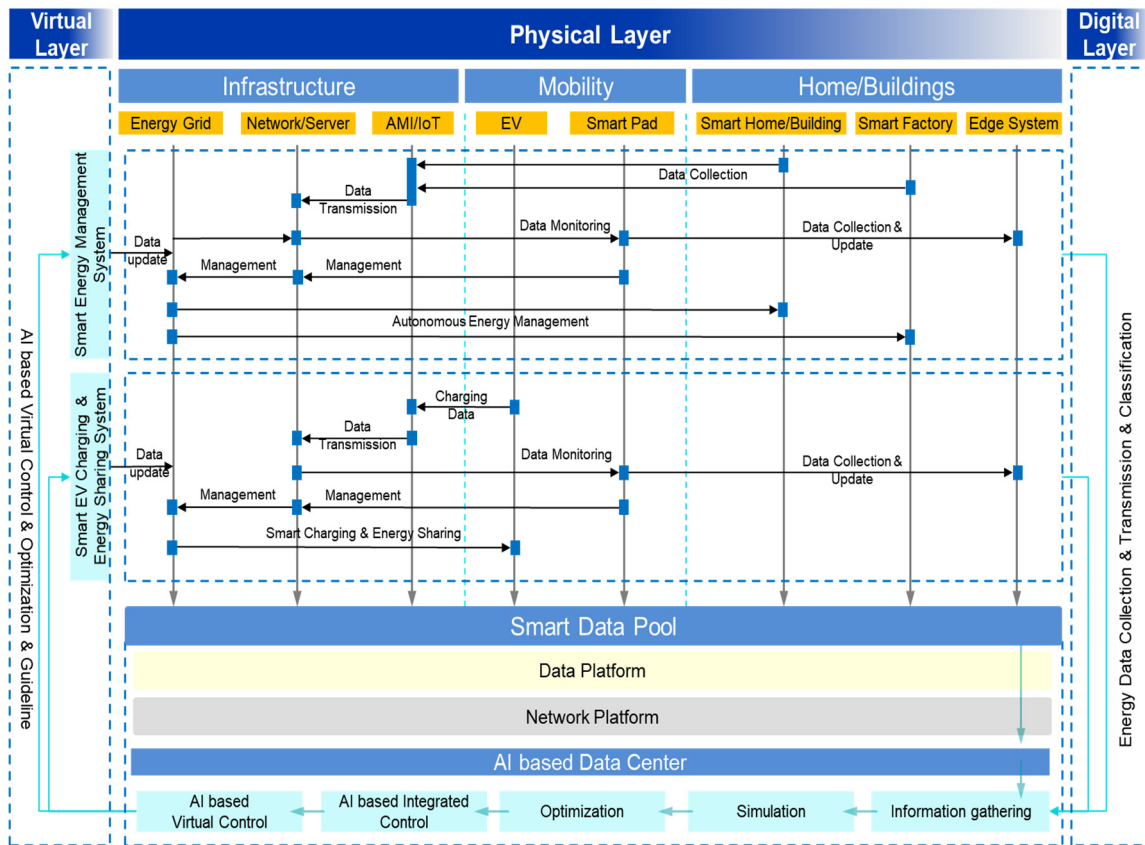 Virtual
Layer
Physical Layer
Digital
Layer
Infrastructure
Mobility
Home/Buildings
Energy Grid
Network/Server
AMI/IoT
EV
Smart Pad
Smart Home/Building
Smart Factory
Edge System
Smart Energy Management
System
Data Collection
Data
Transmission
Data
update
Data Monitoring
Data Collection &
Update
Management
Management
Autonomous Energy Management
Smart EV Charging &
Energy Sharing System
Charging
Data
Data
Transmission
Data
update
Data Monitoring
Data Collection &
Update
Management
Management
Smart Charging & Energy Sharing
AI based Virtual Control & Optimization & Guideline
Energy Data Collection & Transmission & Classification
Smart Data Pool
Data Platform
Network Platform
AI based Data Center
AI based
Virtual Control
AI based Integrated
Control
Optimization
Simulation
Information gathering